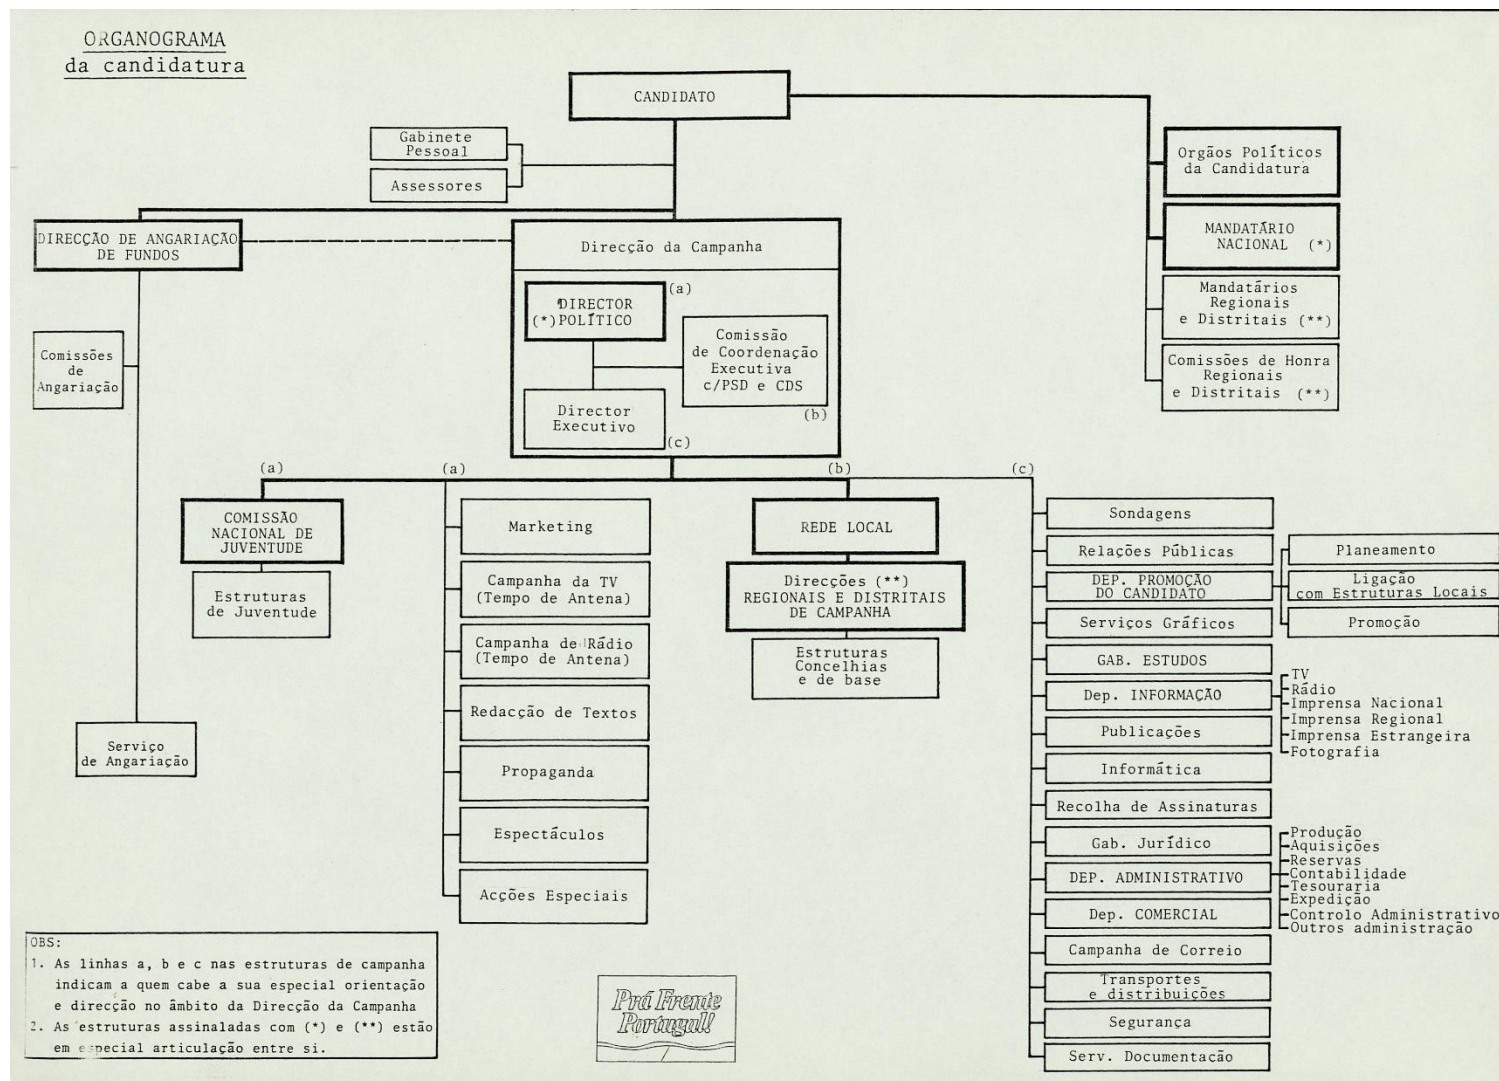 ORGANOGRAMA
da candidatura
CANDIDATO
Gabinete
Pessoal
Assessores
Orgãos Políticos
da Candidatura
MANDATÁRIO
NACIONAL (*)
Mandatários
Regionais
e Distritais (**)
Comissões de Honra
Regionais
e Distritais (**)
DIRECÇÃO DE ANGARIAÇÃO
DE FUNDOS
Comissões
de
Angariação
Serviço
de Angariação
Direcção da Campanha
DIRECTOR
(*) POLÍTICO
(a)
Comissão
de Coordenação
Executiva
c/PSD e CDS
(b)
Director
Executivo
(c)
(a)
(a)
(b)
(c)
COMISSÃO
NACIONAL DE
JUVENTUDE
Estruturas
de Juventude
Marketing
Campanha da TV
(Tempo de Antena)
Campanha de Rádio
(Tempo de Antena)
Redacção de Textos
Propaganda
Espectáculos
Acções Especiais
REDE LOCAL
Direcções (**)
REGIONAIS E DISTRITAIS
DE CAMPANHA
Estruturas
Concelhias
e de base
Sondagens
Relações Públicas
DEP. PROMOÇÃO
DO CANDIDATO
Planeamento
Ligação
com Estruturas Locais
Promoção
Serviços Gráficos
GAB. ESTUDOS
Dep. INFORMAÇÃO
TV
Rádio
Imprensa Nacional
Imprensa Regional
Imprensa Estrangeira
Fotografia
Publicações
Informática
Recolha de Assinaturas
Gab. Jurídico
DEP. ADMINISTRATIVO
Produção
Aquisições
Reservas
Contabilidade
Tesouraria
Expedição
Controlo Administrativo
Outros administração
Dep. COMERCIAL
Campanha de Correio
Transportes
e distribuições
Segurança
Serv. Documentacão
OBS:
1. As linhas a, b e c nas estruturas de campanha
indicam a quem cabe a sua especial orientação
e direcção no âmbito da Direcção da Campanha
2. As estruturas assinaladas com (*) e (**) estão
em especial articulação entre si.
Prá Frente
Portugal!